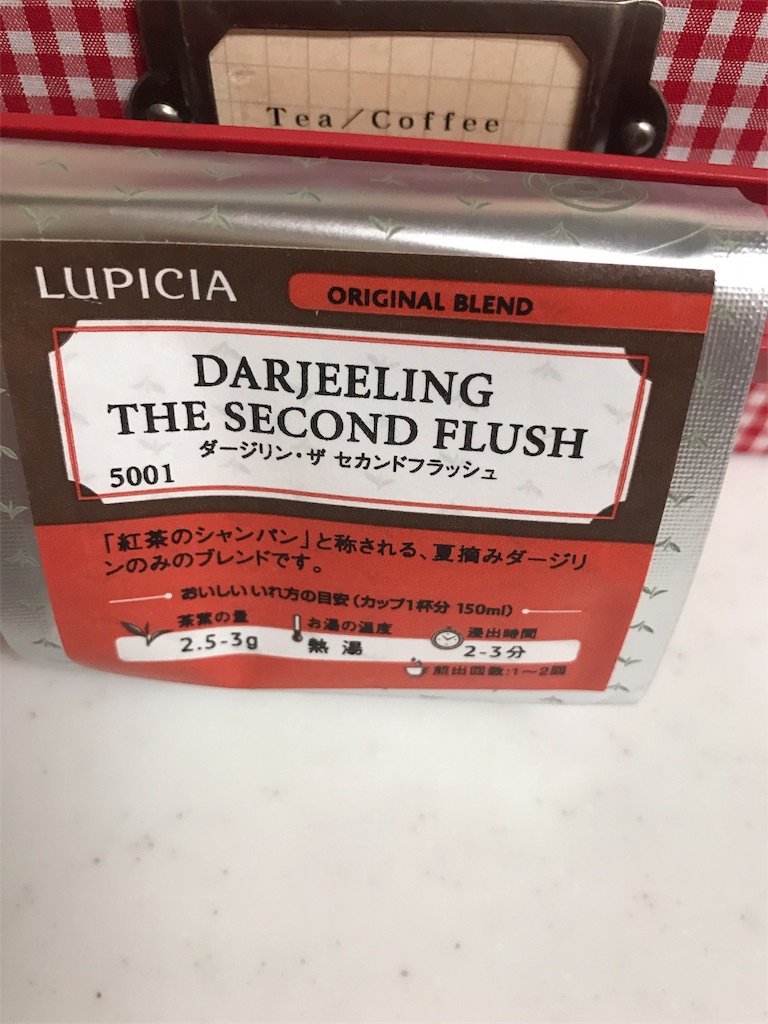 Tea/Coffee
LUPICIA
ORIGINAL BLEND
DARJEELING
THE SECOND FLUSH
ダージリン・ザ セカンドフラッシュ
5001
「紅茶のシャンパン」と称される、夏摘みダージリ
ンのみのブレンドです。
おいしいいれ方の目安(カップ1杯分 150ml)
茶葉の量
2.5-3g
お湯の温度
熱湯
浸出時間
2-3分
煎出回数:1〜2回